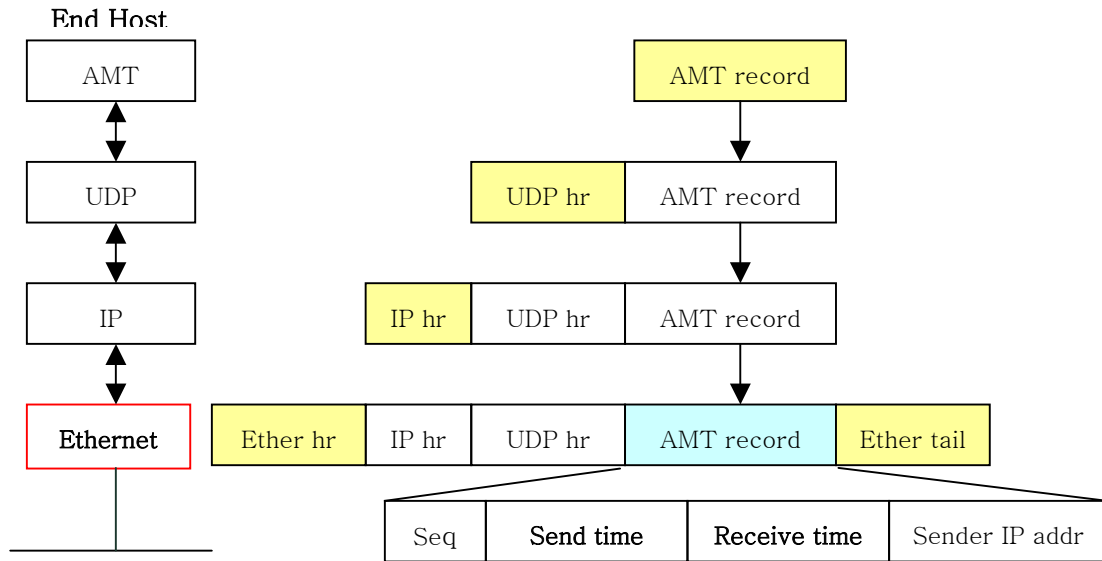 End Host
AMT
AMT record
UDP
UDP hr
AMT record
IP
IP hr
UDP hr
AMT record
Ethernet
Ether hr
IP hr
UDP hr
AMT record
Ether tail
Seq
Send time
Receive time
Sender IP addr